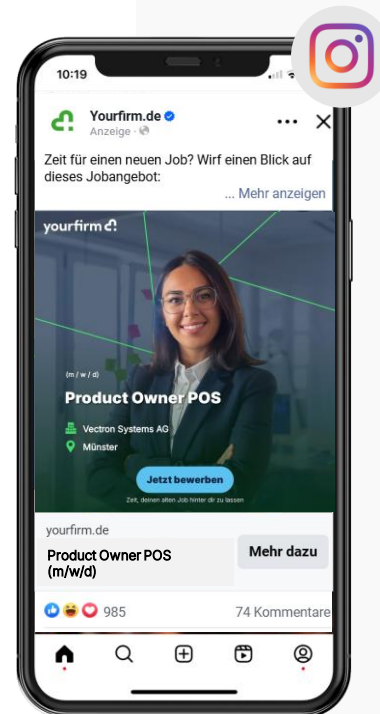 10:19
Yourfirm.de
Anzeige ·
... X
Zeit für einen neuen Job? Wirf einen Blick auf
dieses Jobangebot:
... Mehr anzeigen
yourfirm
(m / w / d)
Product Owner POS
Vectron Systems AG
Münster
Jetzt bewerben
Zeit, deinen alten Job hinter dir zu lassen
yourfirm.de
Product Owner POS
(m/w/d)
Mehr dazu
985
74 Kommentare